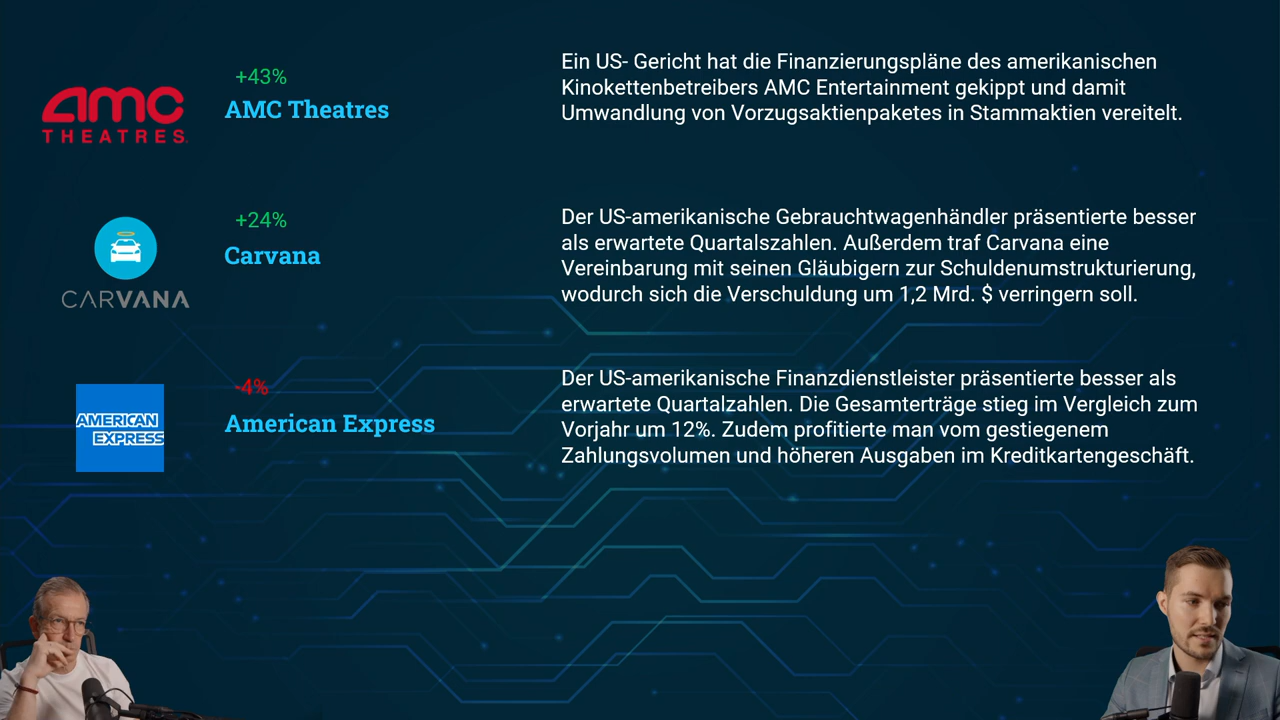 amc
THEATRES
+43%
AMC Theatres
Ein US- Gericht hat die Finanzierungspläne des amerikanischen
Kinokettenbetreibers AMC Entertainment gekippt und damit
Umwandlung von Vorzugsaktienpaketes in Stammaktien vereitelt.
CARVANA
+24%
Carvana
Der US-amerikanische Gebrauchtwagenhändler präsentierte besser
als erwartete Quartalszahlen. Außerdem traf Carvana eine
Vereinbarung mit seinen Gläubigern zur Schuldenumstrukturierung,
wodurch sich die Verschuldung um 1,2 Mrd. $ verringern soll.
AMERICAN
EXPRESS
-4%
American Express
Der US-amerikanische Finanzdienstleister präsentierte besser als
erwartete Quartalzahlen. Die Gesamterträge stieg im Vergleich zum
Vorjahr um 12%. Zudem profitierte man vom gestiegenem
Zahlungsvolumen und höheren Ausgaben im Kreditkartengeschäft.